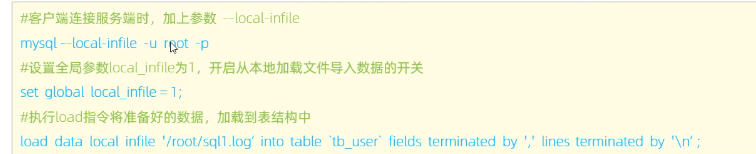 #客户端连接服务端时，加上参数 --local-infile
mysql --local-infile -u root -p
#设置全局参数local_infile为1，开启从本地加载文件导入数据的开关
set global local_infile = 1;
#执行load指令将准备好的数据，加载到表结构中
load data local infile '/root/sql1.log' into table `tb_user` fields terminated by ',' lines terminated by '\n' ;